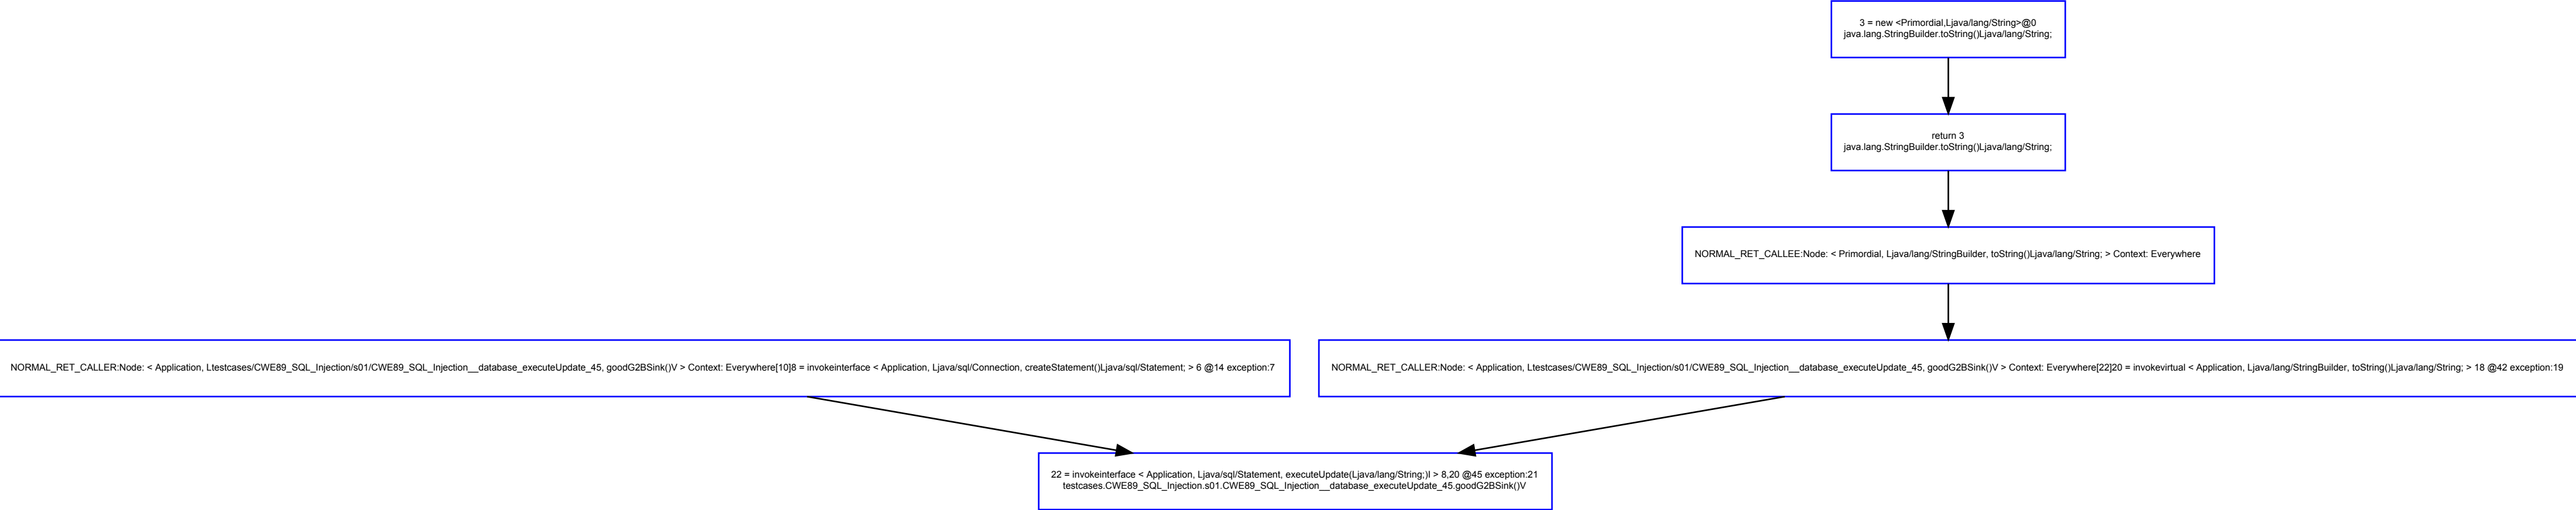 3 = new <Primordial,Ljava/lang/String>@0
java.lang.StringBuilder.toString()Ljava/lang/String;
return 3
java.lang.StringBuilder.toString()Ljava/lang/String;
NORMAL_RET_CALLEE:Node: < Primordial, Ljava/lang/StringBuilder, toString()Ljava/lang/String; > Context: Everywhere
NORMAL_RET_CALLER:Node: < Application, Ltestcases/CWE89_SQL_Injection/s01/CWE89_SQL_Injection__database_executeUpdate_45, goodG2BSink()V > Context: Everywhere[10]8 = invokeinterface < Application, Ljava/sql/Connection, createStatement()Ljava/sql/Statement; > 6 @14 exception:7
NORMAL_RET_CALLER:Node: < Application, Ltestcases/CWE89_SQL_Injection/s01/CWE89_SQL_Injection__database_executeUpdate_45, goodG2BSink()V > Context: Everywhere[22]20 = invokevirtual < Application, Ljava/lang/StringBuilder, toString()Ljava/lang/String; > 18 @42 exception:19
22 = invokeinterface < Application, Ljava/sql/Statement, executeUpdate(Ljava/lang/String;)I > 8,20 @45 exception:21
testcases.CWE89_SQL_Injection.s01.CWE89_SQL_Injection__database_executeUpdate_45.goodG2BSink()V